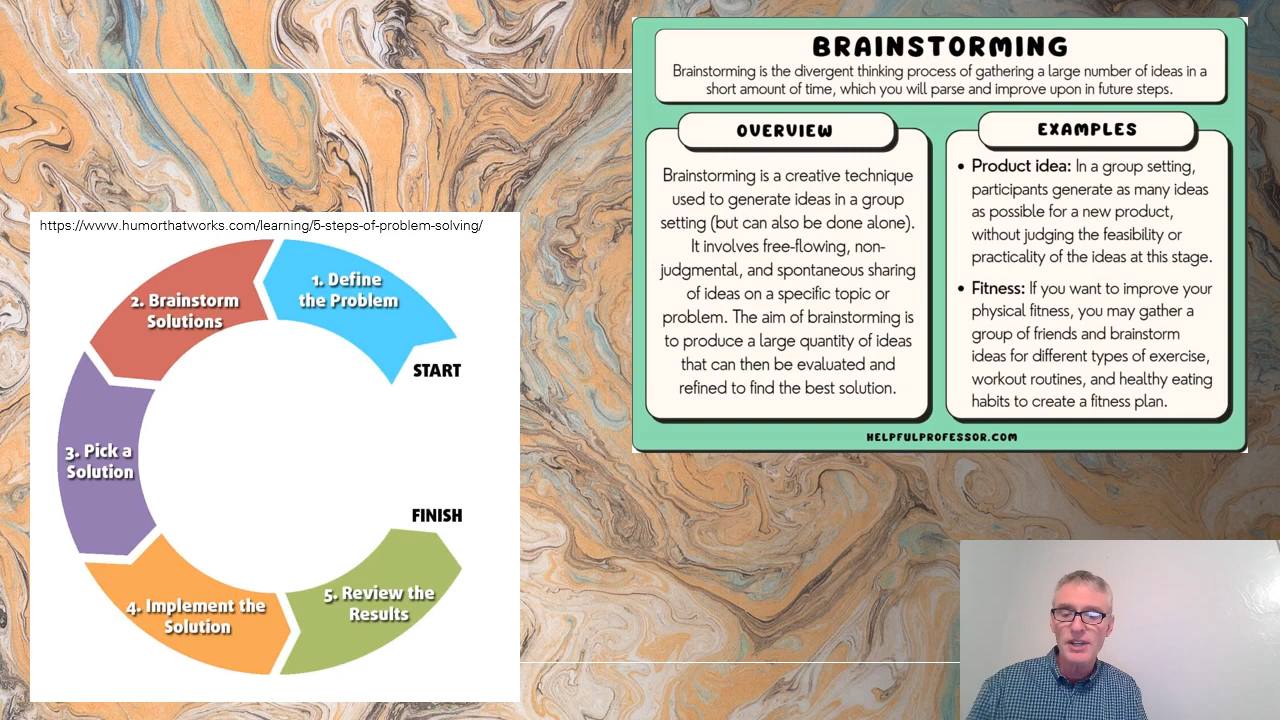 https://www.humorthatworks.com/learning/5-steps-of-problem-solving/
1. Define
the Problem
2. Brainstorm
Solutions
START
3. Pick a
Solution
FINISH
4. Implement the
Solution
5. Review the
Results
BRAINSTORMING
Brainstorming is the divergent thinking process of gathering a large number of ideas in a
short amount of time, which you will parse and improve upon in future steps.
OVERVIEW
Brainstorming is a creative technique
used to generate ideas in a group
setting (but can also be done alone).
It involves free-flowing, non-
judgmental, and spontaneous sharing
of ideas on a specific topic or
problem. The aim of brainstorming is
to produce a large quantity of ideas
that can then be evaluated and
refined to find the best solution.
EXAMPLES
• Product idea: In a group setting,
participants generate as many ideas
as possible for a new product,
without judging the feasibility or
practicality of the ideas at this stage.
• Fitness: If you want to improve your
physical fitness, you may gather a
group of friends and brainstorm
ideas for different types of exercise,
workout routines, and healthy eating
habits to create a fitness plan.
HELPFULPROFESSOR.COM